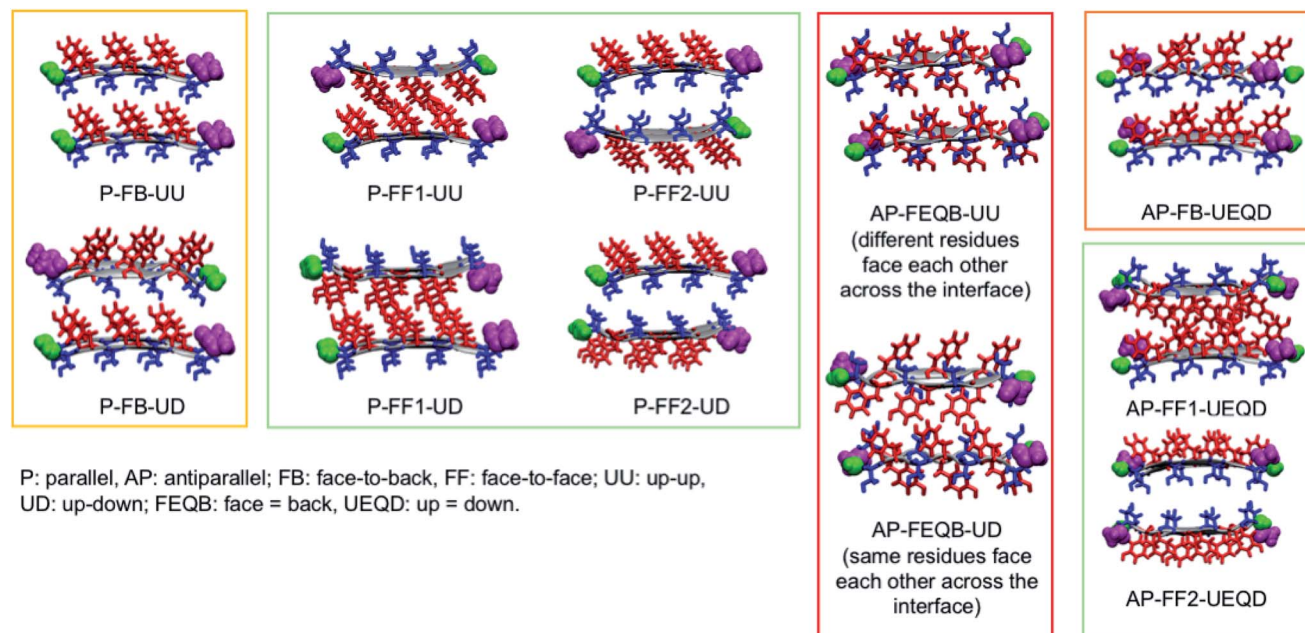 P-FB-UU
P-FB-UD
P-FF1-UU
P-FF2-UU
P-FF1-UD
P-FF2-UD
P: parallel, AP: antiparallel; FB: face-to-back, FF: face-to-face; UU: up-up,
UD: up-down; FEQB: face = back, UEQD: up = down.
AP-FEQB-UU
(different residues
face each other
across the interface)
AP-FEQB-UD
(same residues face
each other across the
interface)
AP-FB-UEQD
AP-FF1-UEQD
AP-FF2-UEQD